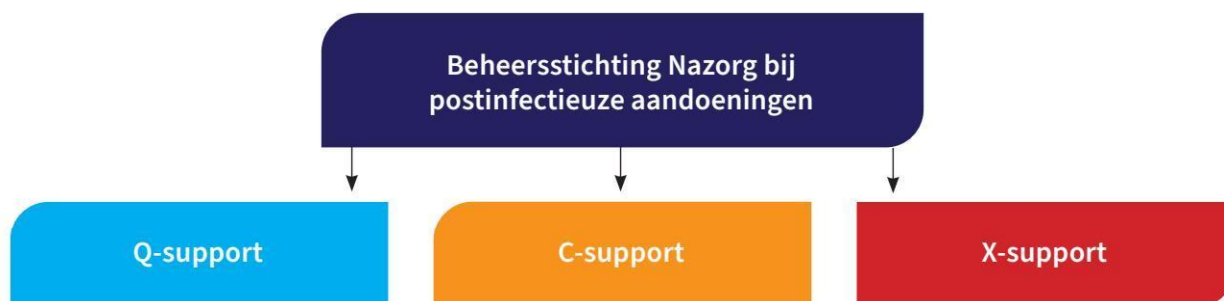 Beheersstichting Nazorg bij
postinfectieuze aandoeningen
Q-support
C-support
X-support